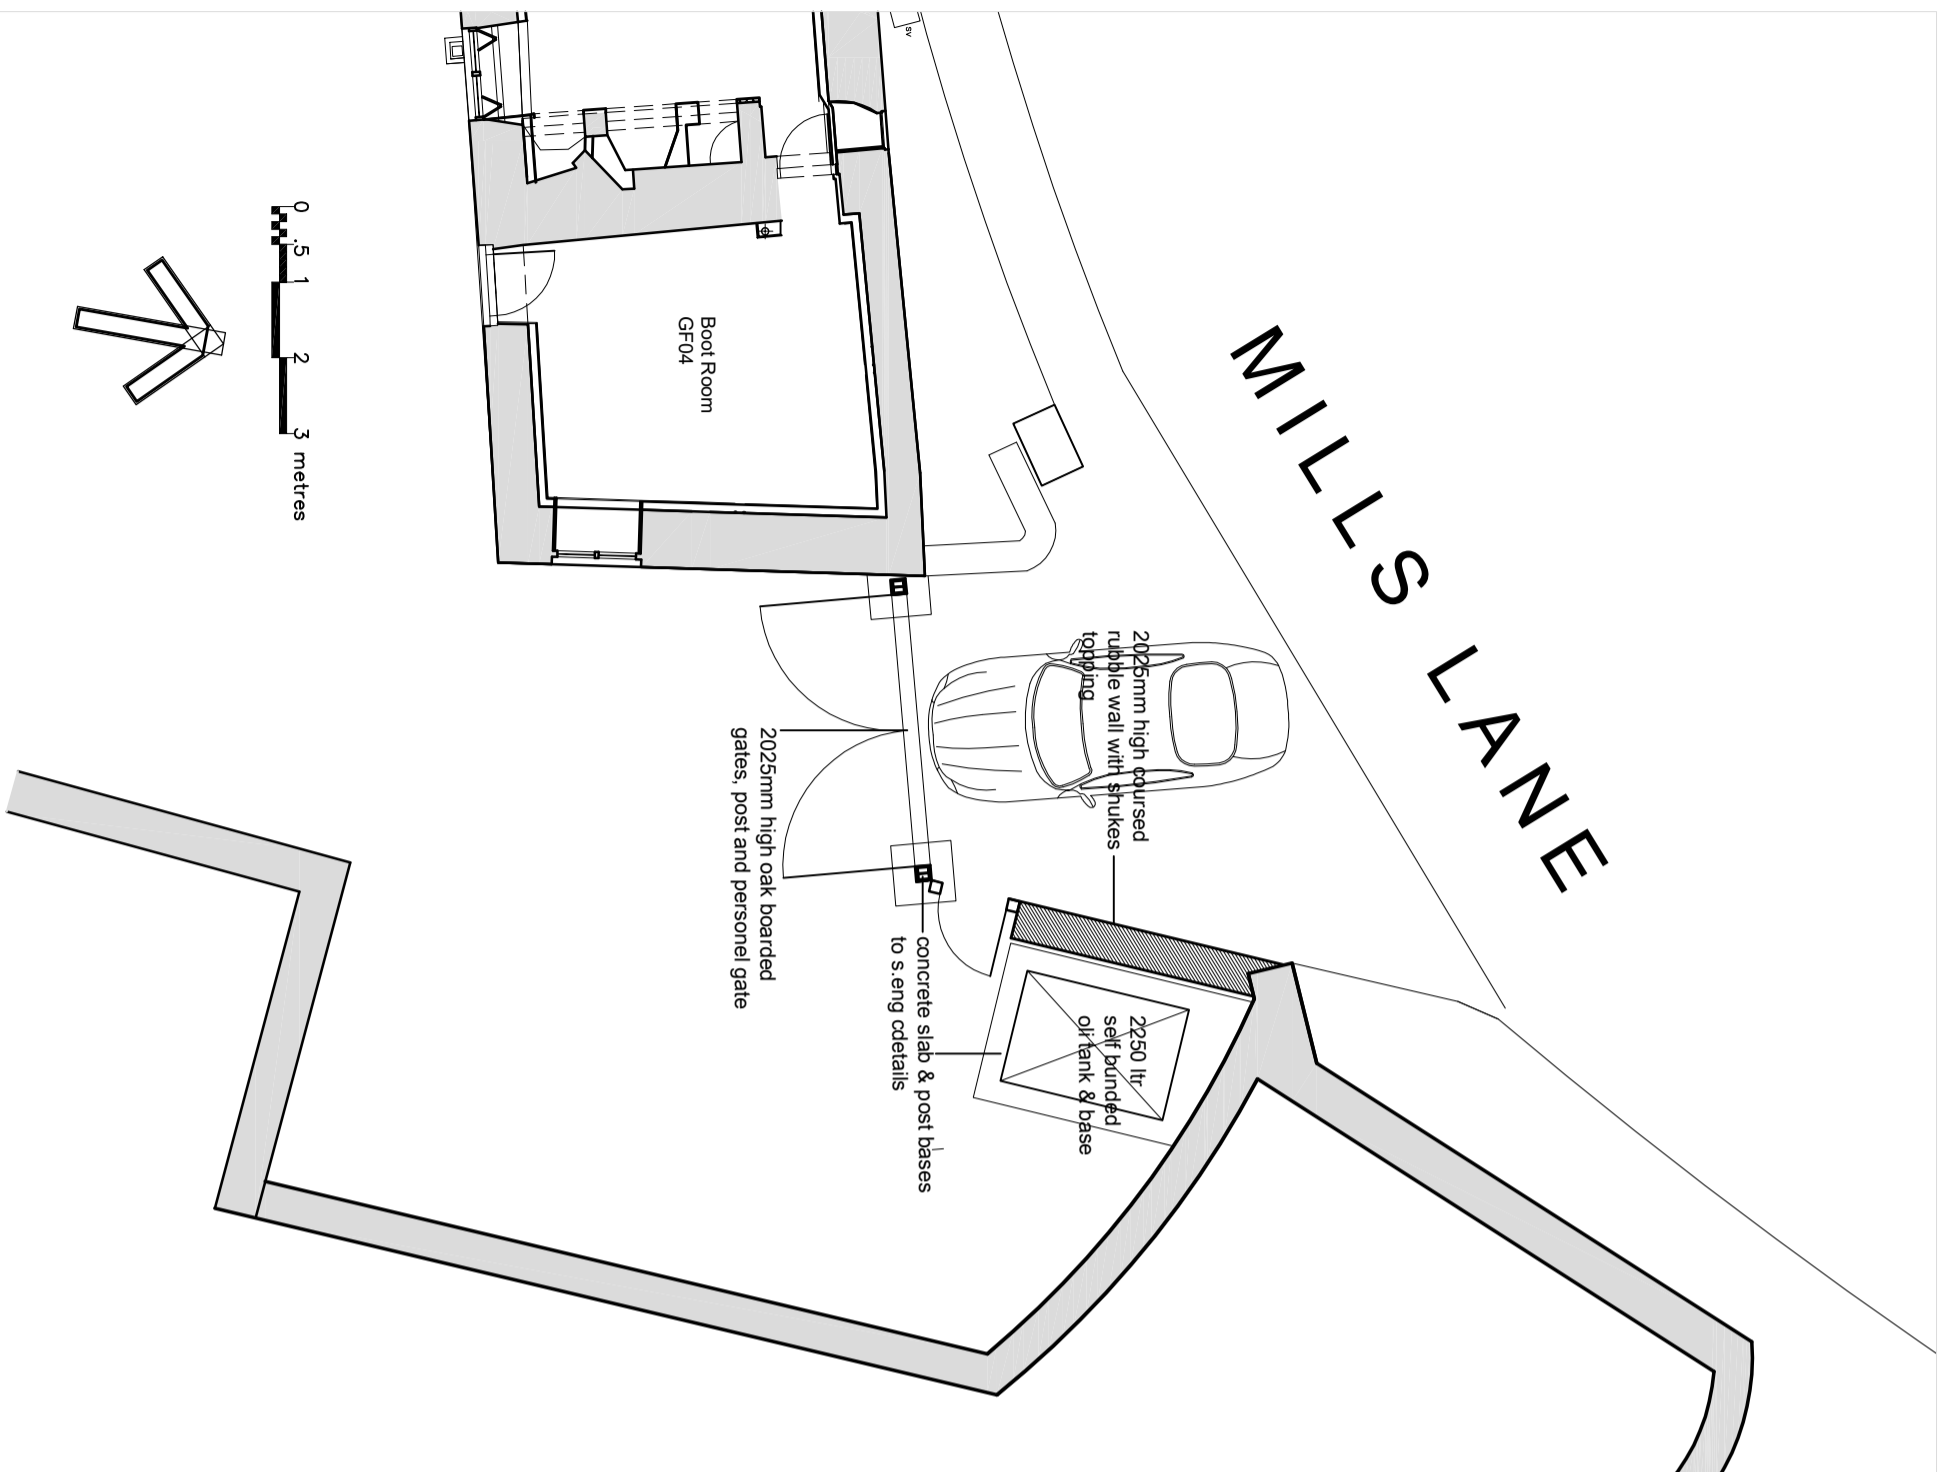 sv
MILLS LANE
0 .5 1 2 3 metres
Boot Room
GF04
2025mm high coursed
rubble wall with shukes
topping
2025mm high oak boarded
gates, post and personel gate
concrete slab & post bases
to s.eng cdetails
2250 ltr
self bunded
oli tank & base